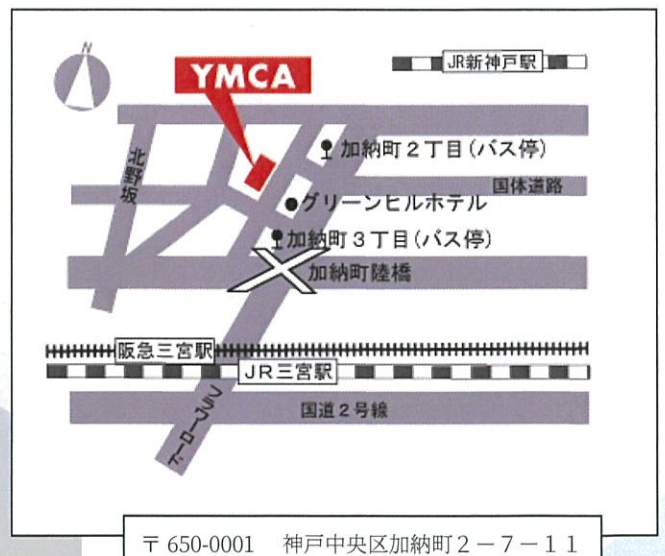 N
YMCA
JR新神戸駅
加納町2丁目(バス停)
北野坂
国体道路
グリーンヒルホテル
加納町3丁目(バス停)
加納町陸橋
阪急三宮駅
JR三宮駅
国道2号線
フラワーロード
〒650-0001　神戸中央区加納町2－7－11